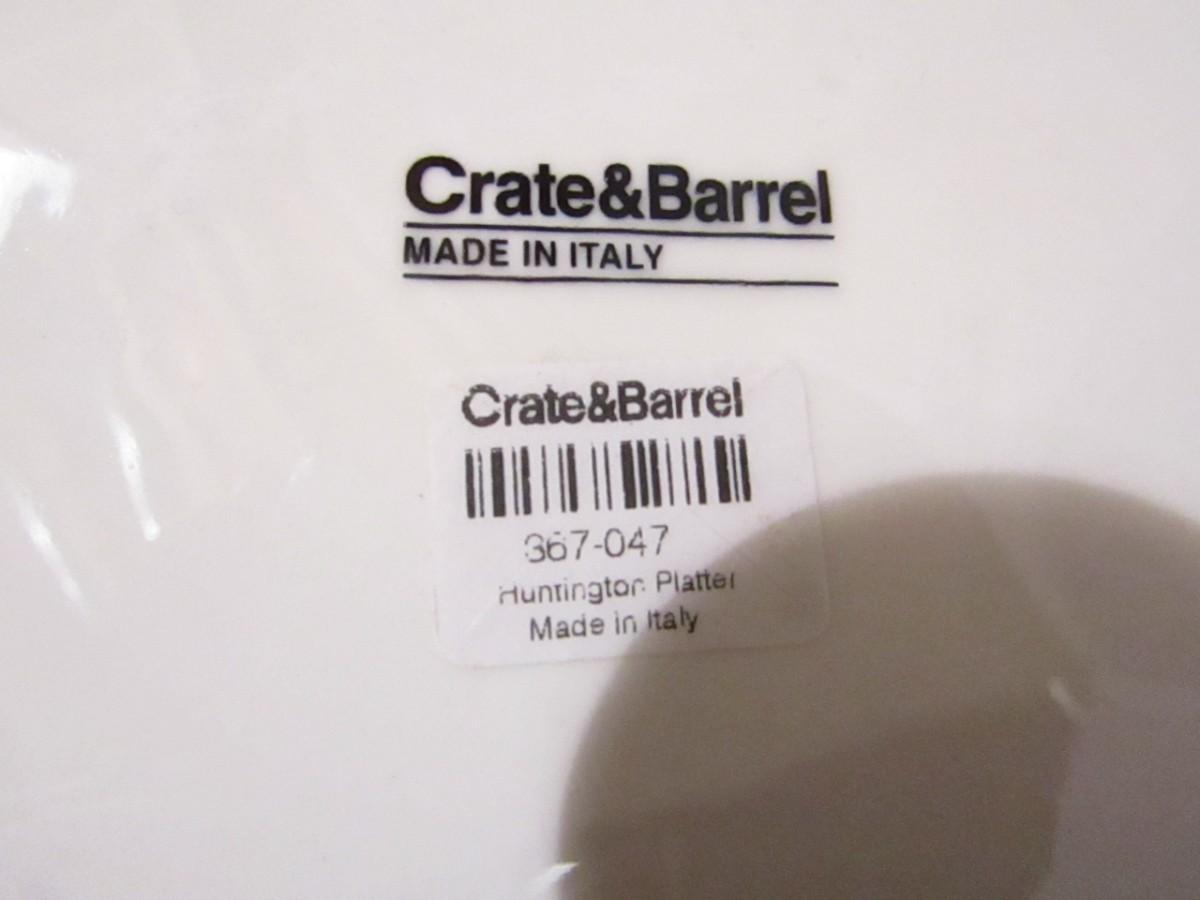 Crate&Barrel
MADE IN ITALY
Crate&Barrel
367-047
Huntington Platter
Made in Italy